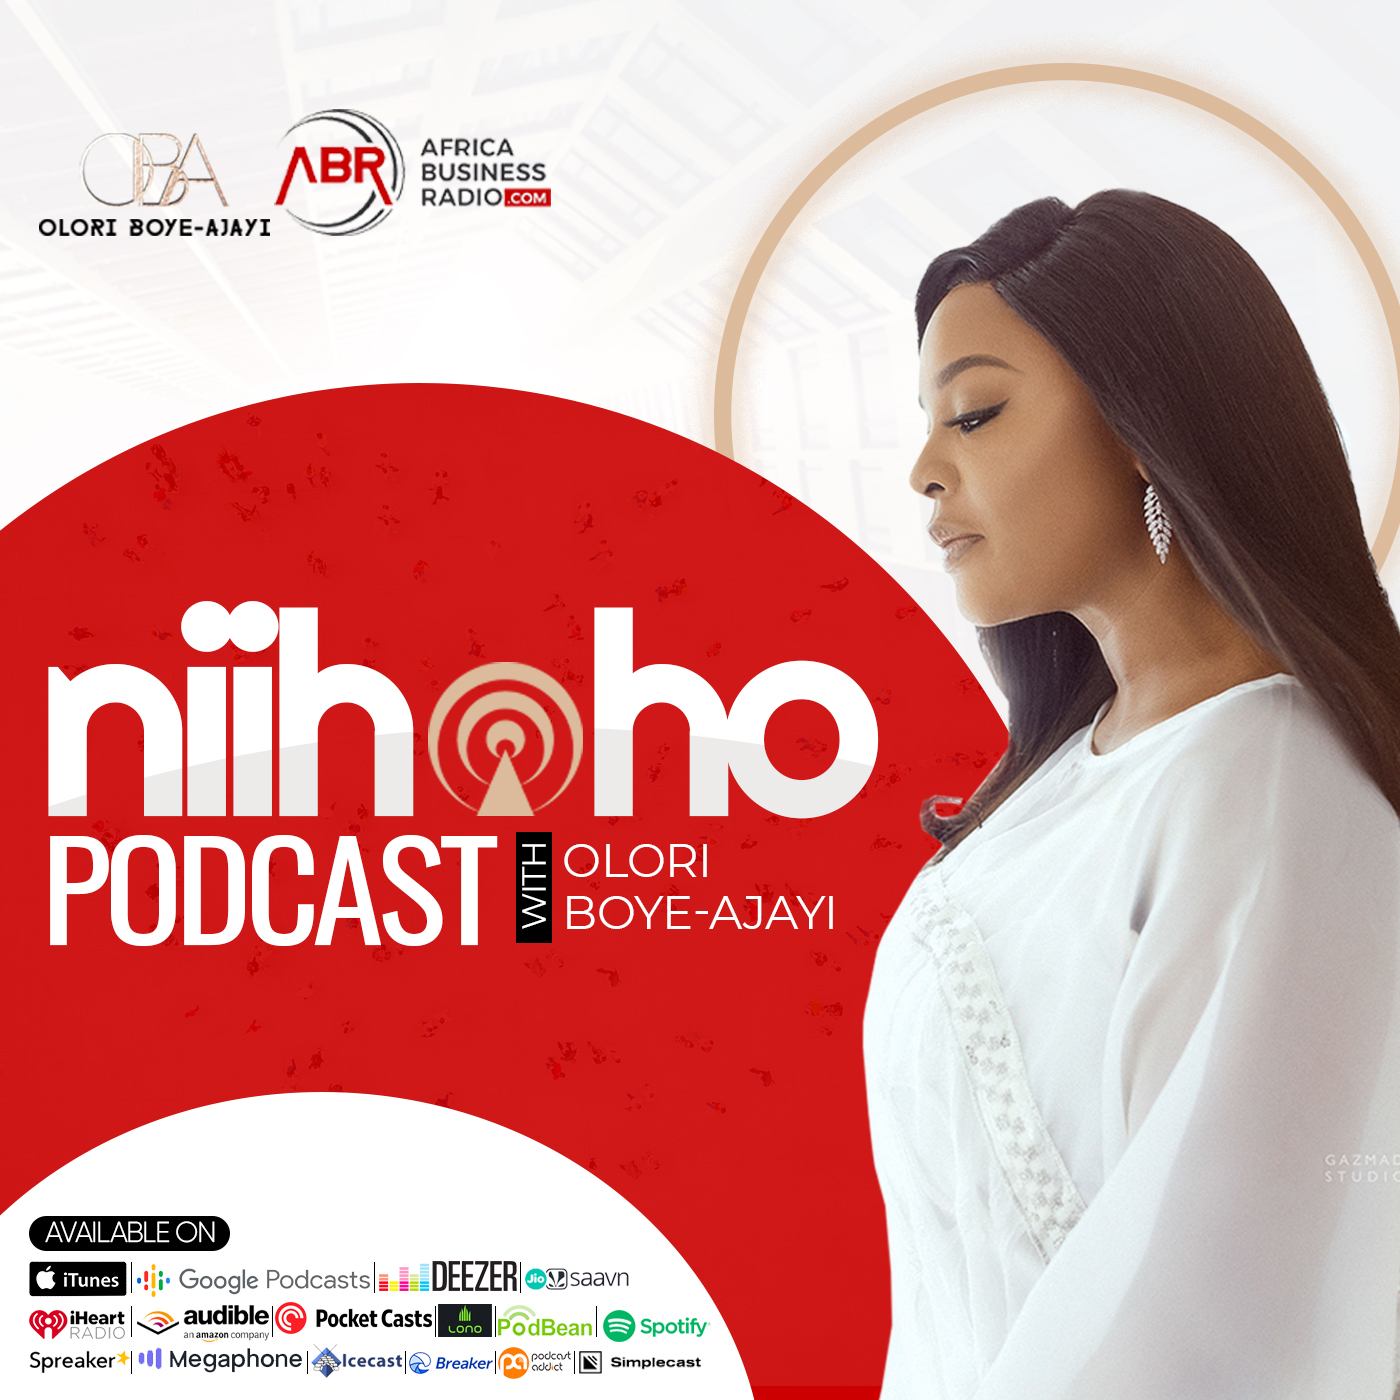 OBA
OLORI BOYE-AJAYI
ABR
AFRICA
BUSINESS
RADIO.COM
niihoho
PODCAST
WITH
OLORI
BOYE-AJAYI
GAZMAD
STUDIO
AVAILABLE ON
iTunes
Google Podcasts
DEEZER
Jio saavn
iHeart
RADIO
audible
an amazon company
Pocket Casts
LONO
PodBean
Spotify
Spreaker
Megaphone
Icecast
Breaker
podcast
addict
Simplecast